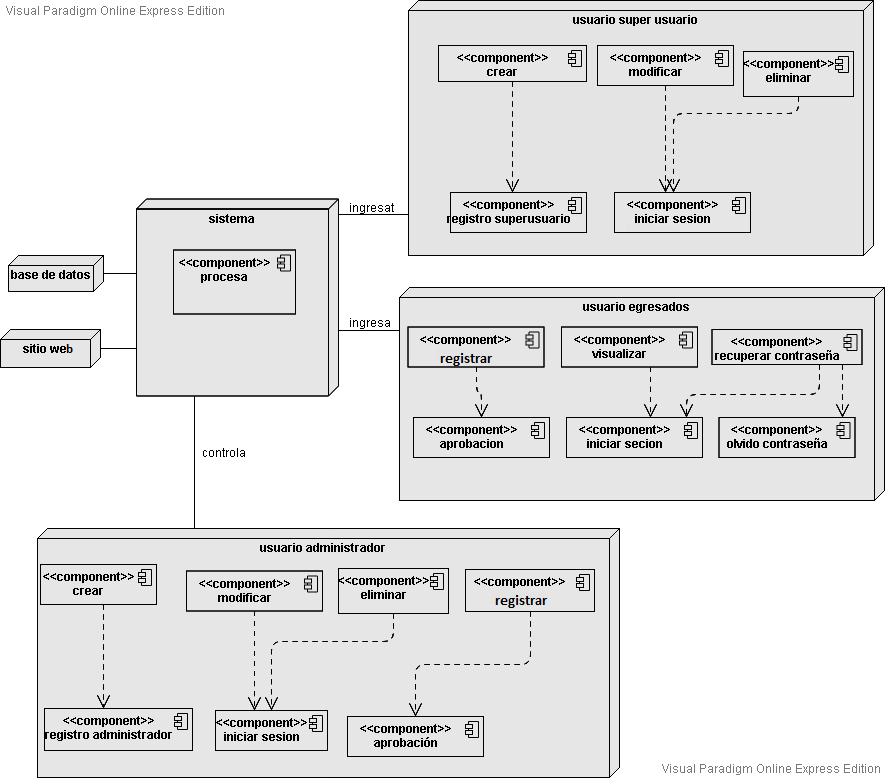 Visual Paradigm Online Express Edition
usuario super usuario
<<component>>
crear
<<component>>
modificar
<<component>>
eliminar
<<component>>
registro superusuario
<<component>>
iniciar sesion
ingresat
sistema
<<component>>
procesa
base de datos
sitio web
ingresa
usuario egresados
<<component>>
registrar
<<component>>
visualizar
<<component>>
recuperar contraseña
<<component>>
aprobacion
<<component>>
iniciar secion
<<component>>
olvido contraseña
controla
usuario administrador
<<component>>
crear
<<component>>
modificar
<<component>>
eliminar
<<component>>
registrar
<<component>>
registro administrador
<<component>>
iniciar sesion
<<component>>
aprobación
Visual Paradigm Online Express Edition